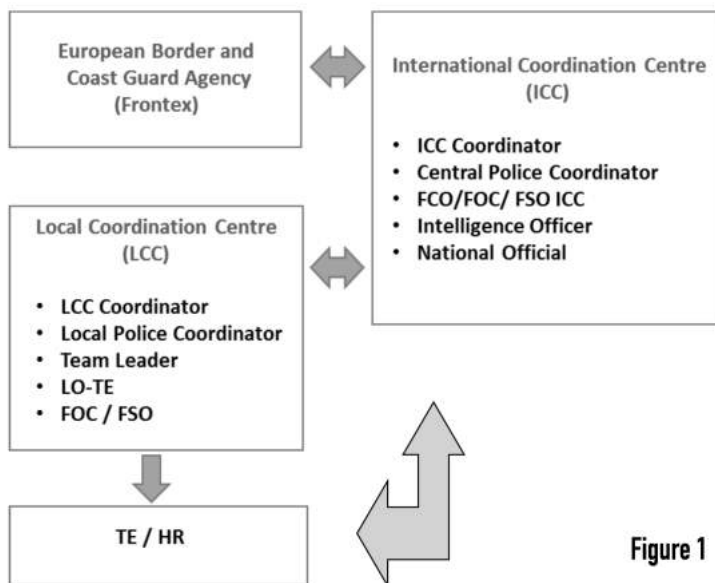 European Border and
Coast Guard Agency
(Frontex)
International Coordination Centre
(ICC)
• ICC Coordinator
• Central Police Coordinator
• FCO/FOC/ FSO ICC
• Intelligence Officer
• National Official
Local Coordination Centre
(LCC)
• LCC Coordinator
• Local Police Coordinator
• Team Leader
• LO-TE
• FOC / FSO
TE / HR
Figure 1